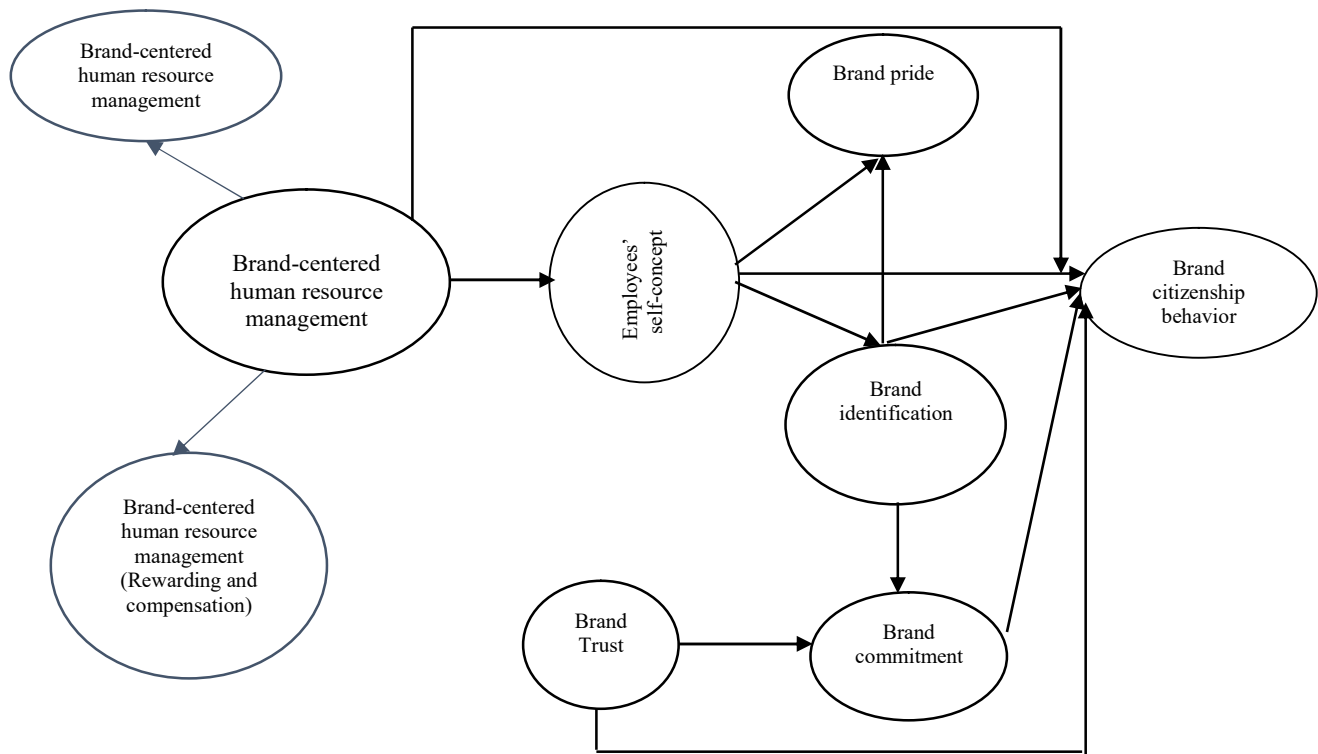 Brand-centered
human resource
management
Brand pride
Brand-centered
human resource
management
Employees’
self-concept
Brand
citizenship
behavior
Brand
identification
Brand-centered
human resource
management
(Rewarding and
compensation)
Brand
Trust
Brand
commitment